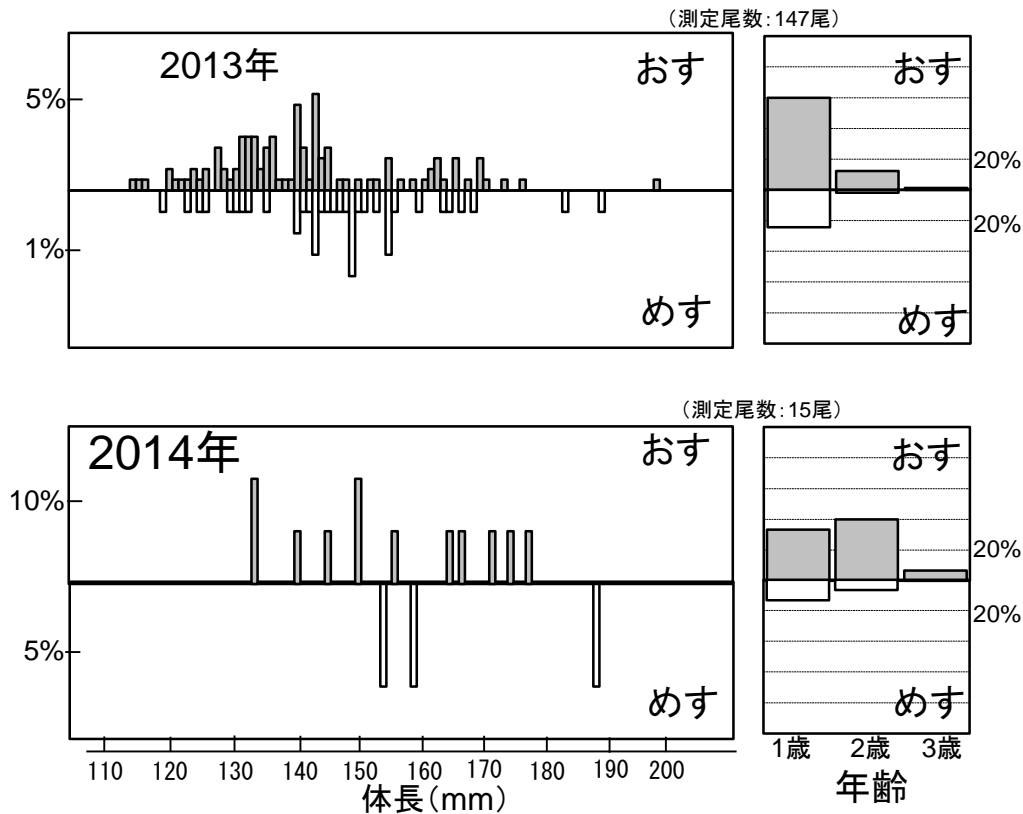 (測定尾数:147尾)
2013年
おす
おす
5%
20%
20%
1%
めす
めす
(測定尾数:15尾)
2014年
おす
おす
10%
20%
20%
5%
めす
めす
110 120 130 140 150 160 170 180 190 200
体長(mm)
1歳 2歳 3歳
年齢